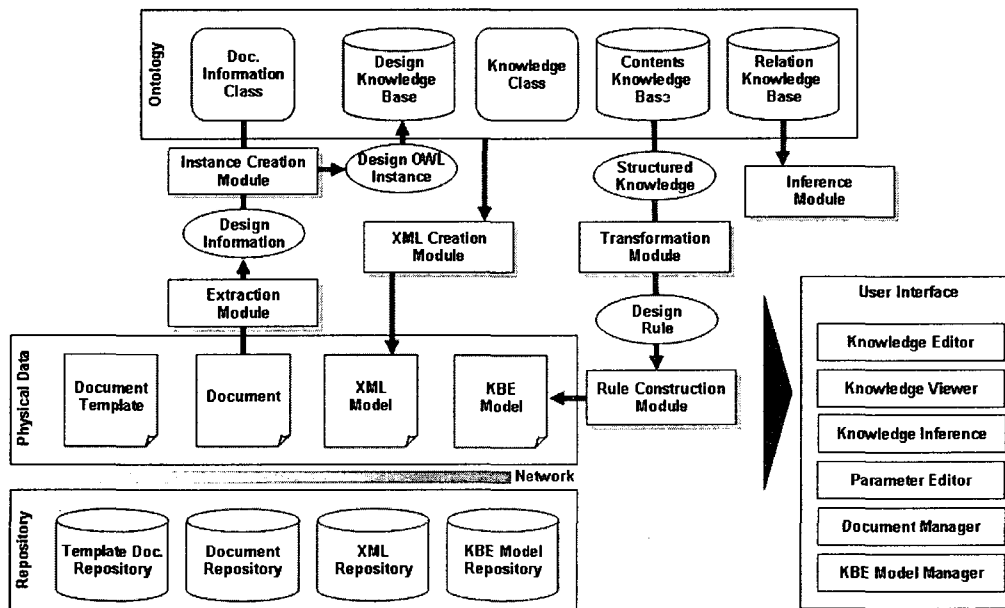 Ontology
Doc.
Information
Class
Design
Knowledge
Base
Knowledge
Class
Contents
Knowledge
Base
Relation
Knowledge
Base
Instance Creation
Module
Design OWL
Instance
Structured
Knowledge
Inference
Module
Design
Information
XML Creation
Module
Transformation
Module
Extraction
Module
Design
Rule
Rule Construction
Module
Physical Data
Document
Template
Document
XML
Model
KBE
Model
Network
Repository
Template Doc.
Repository
Document
Repository
XML
Repository
KBE Model
Repository
User Interface
Knowledge Editor
Knowledge Viewer
Knowledge Inference
Parameter Editor
Document Manager
KBE Model Manager